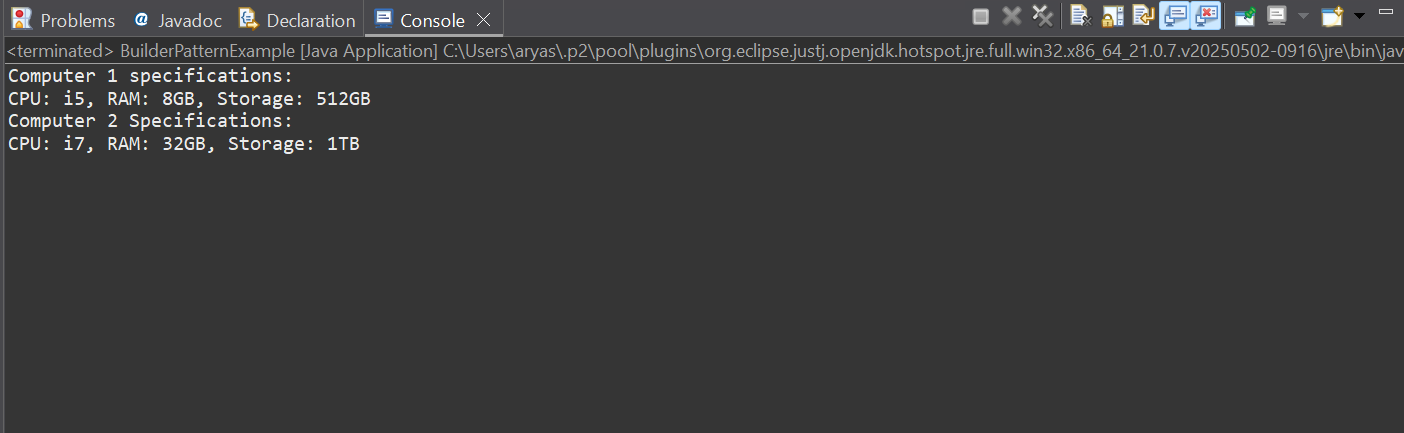 Problems @ Javadoc Declaration Console
<terminated> BuilderPatternExample [Java Application] C:\Users\aryas\.p2\pool\plugins\org.eclipse.justj.openjdk.hotspot.jre.full.win32.x86_64_21.0.7.v20250502-0916\jre\bin\jav
Computer 1 specifications:
CPU: i5, RAM: 8GB, Storage: 512GB
Computer 2 Specifications:
CPU: i7, RAM: 32GB, Storage: 1TB